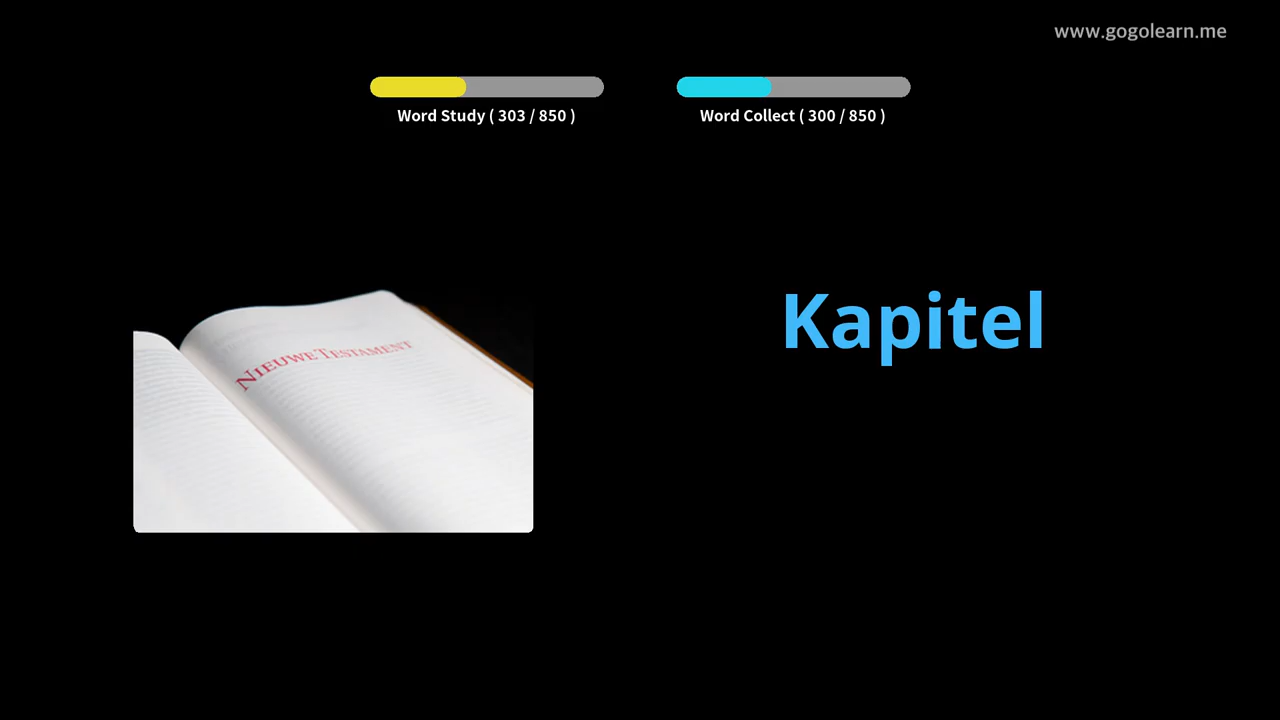 www.gogolearn.me
Word Study ( 303 / 850 )
Word Collect ( 300 / 850 )
Kapitel
NIEUWE TESTAMENT